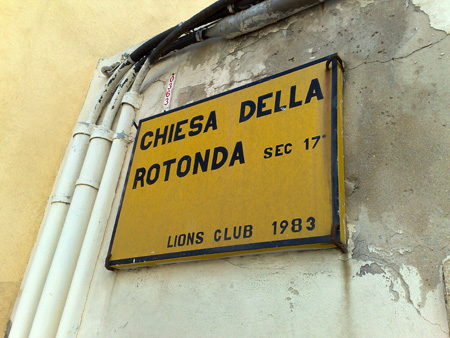 CHIESA DELLA
ROTONDA SEC 17°
LIONS CLUB 1983